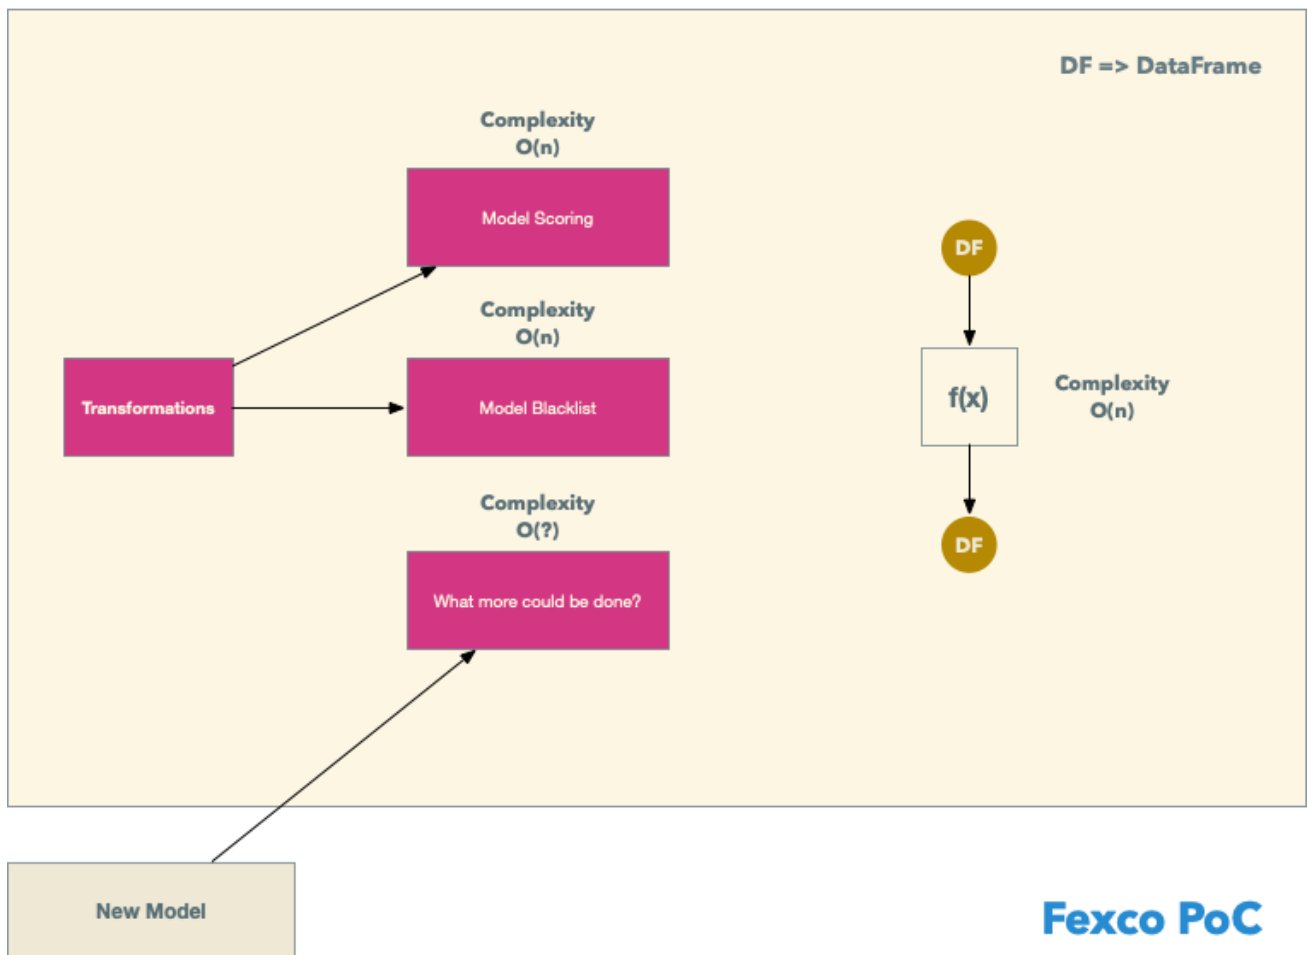 DF => DataFrame
Complexity
O(n)
Model Scoring
DF
Complexity
O(n)
f(x)
Complexity
O(n)
Transformations
Model Blacklist
Complexity
O(?)
DF
What more could be done?
New Model
Fexco PoC